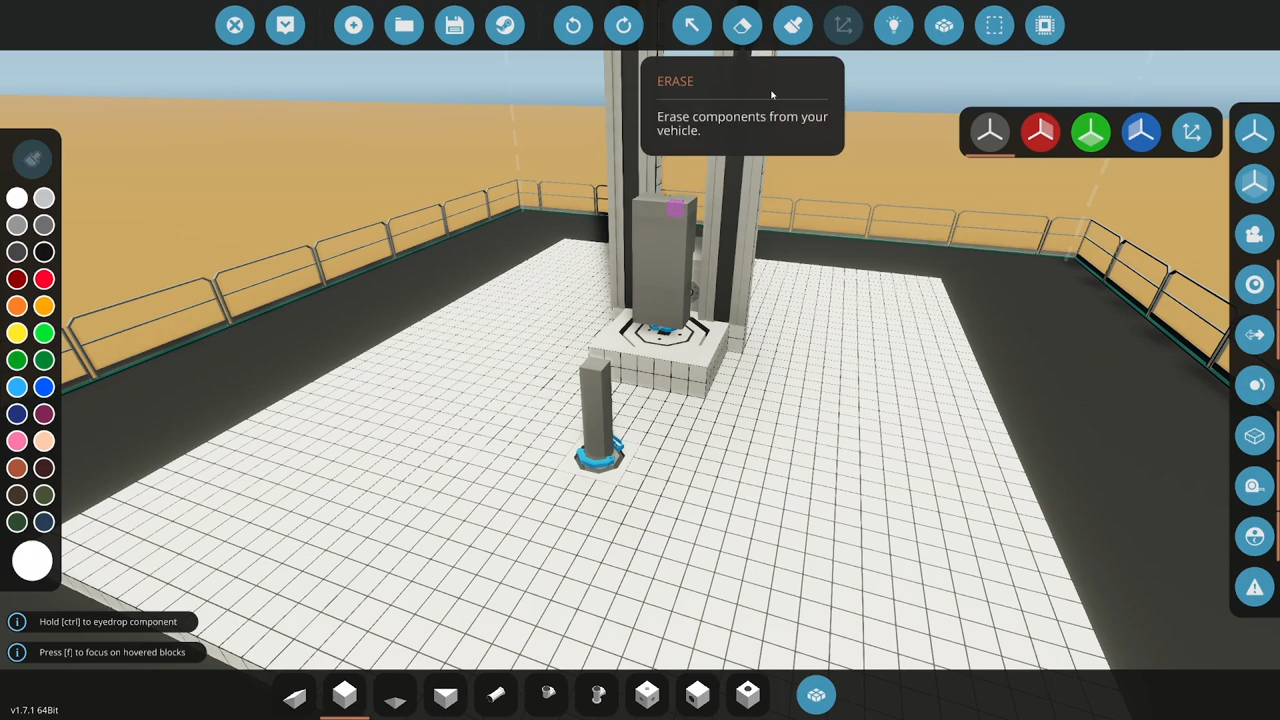 ERASE
Erase components from your
vehicle.
Hold [ctrl] to eyedrop component
Press [f] to focus on hovered blocks
v1.7.1 64Bit